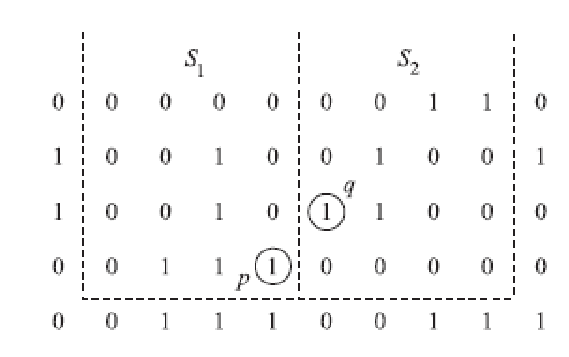 S1 S2
0 0 0 0 0 0 0 1 1 0
1 0 0 1 0 0 1 0 0 1
1 0 0 1 0 1 q 1 0 0 0
0 0 1 1 p 1 0 0 0 0 0
0 0 1 1 1 0 0 1 1 1